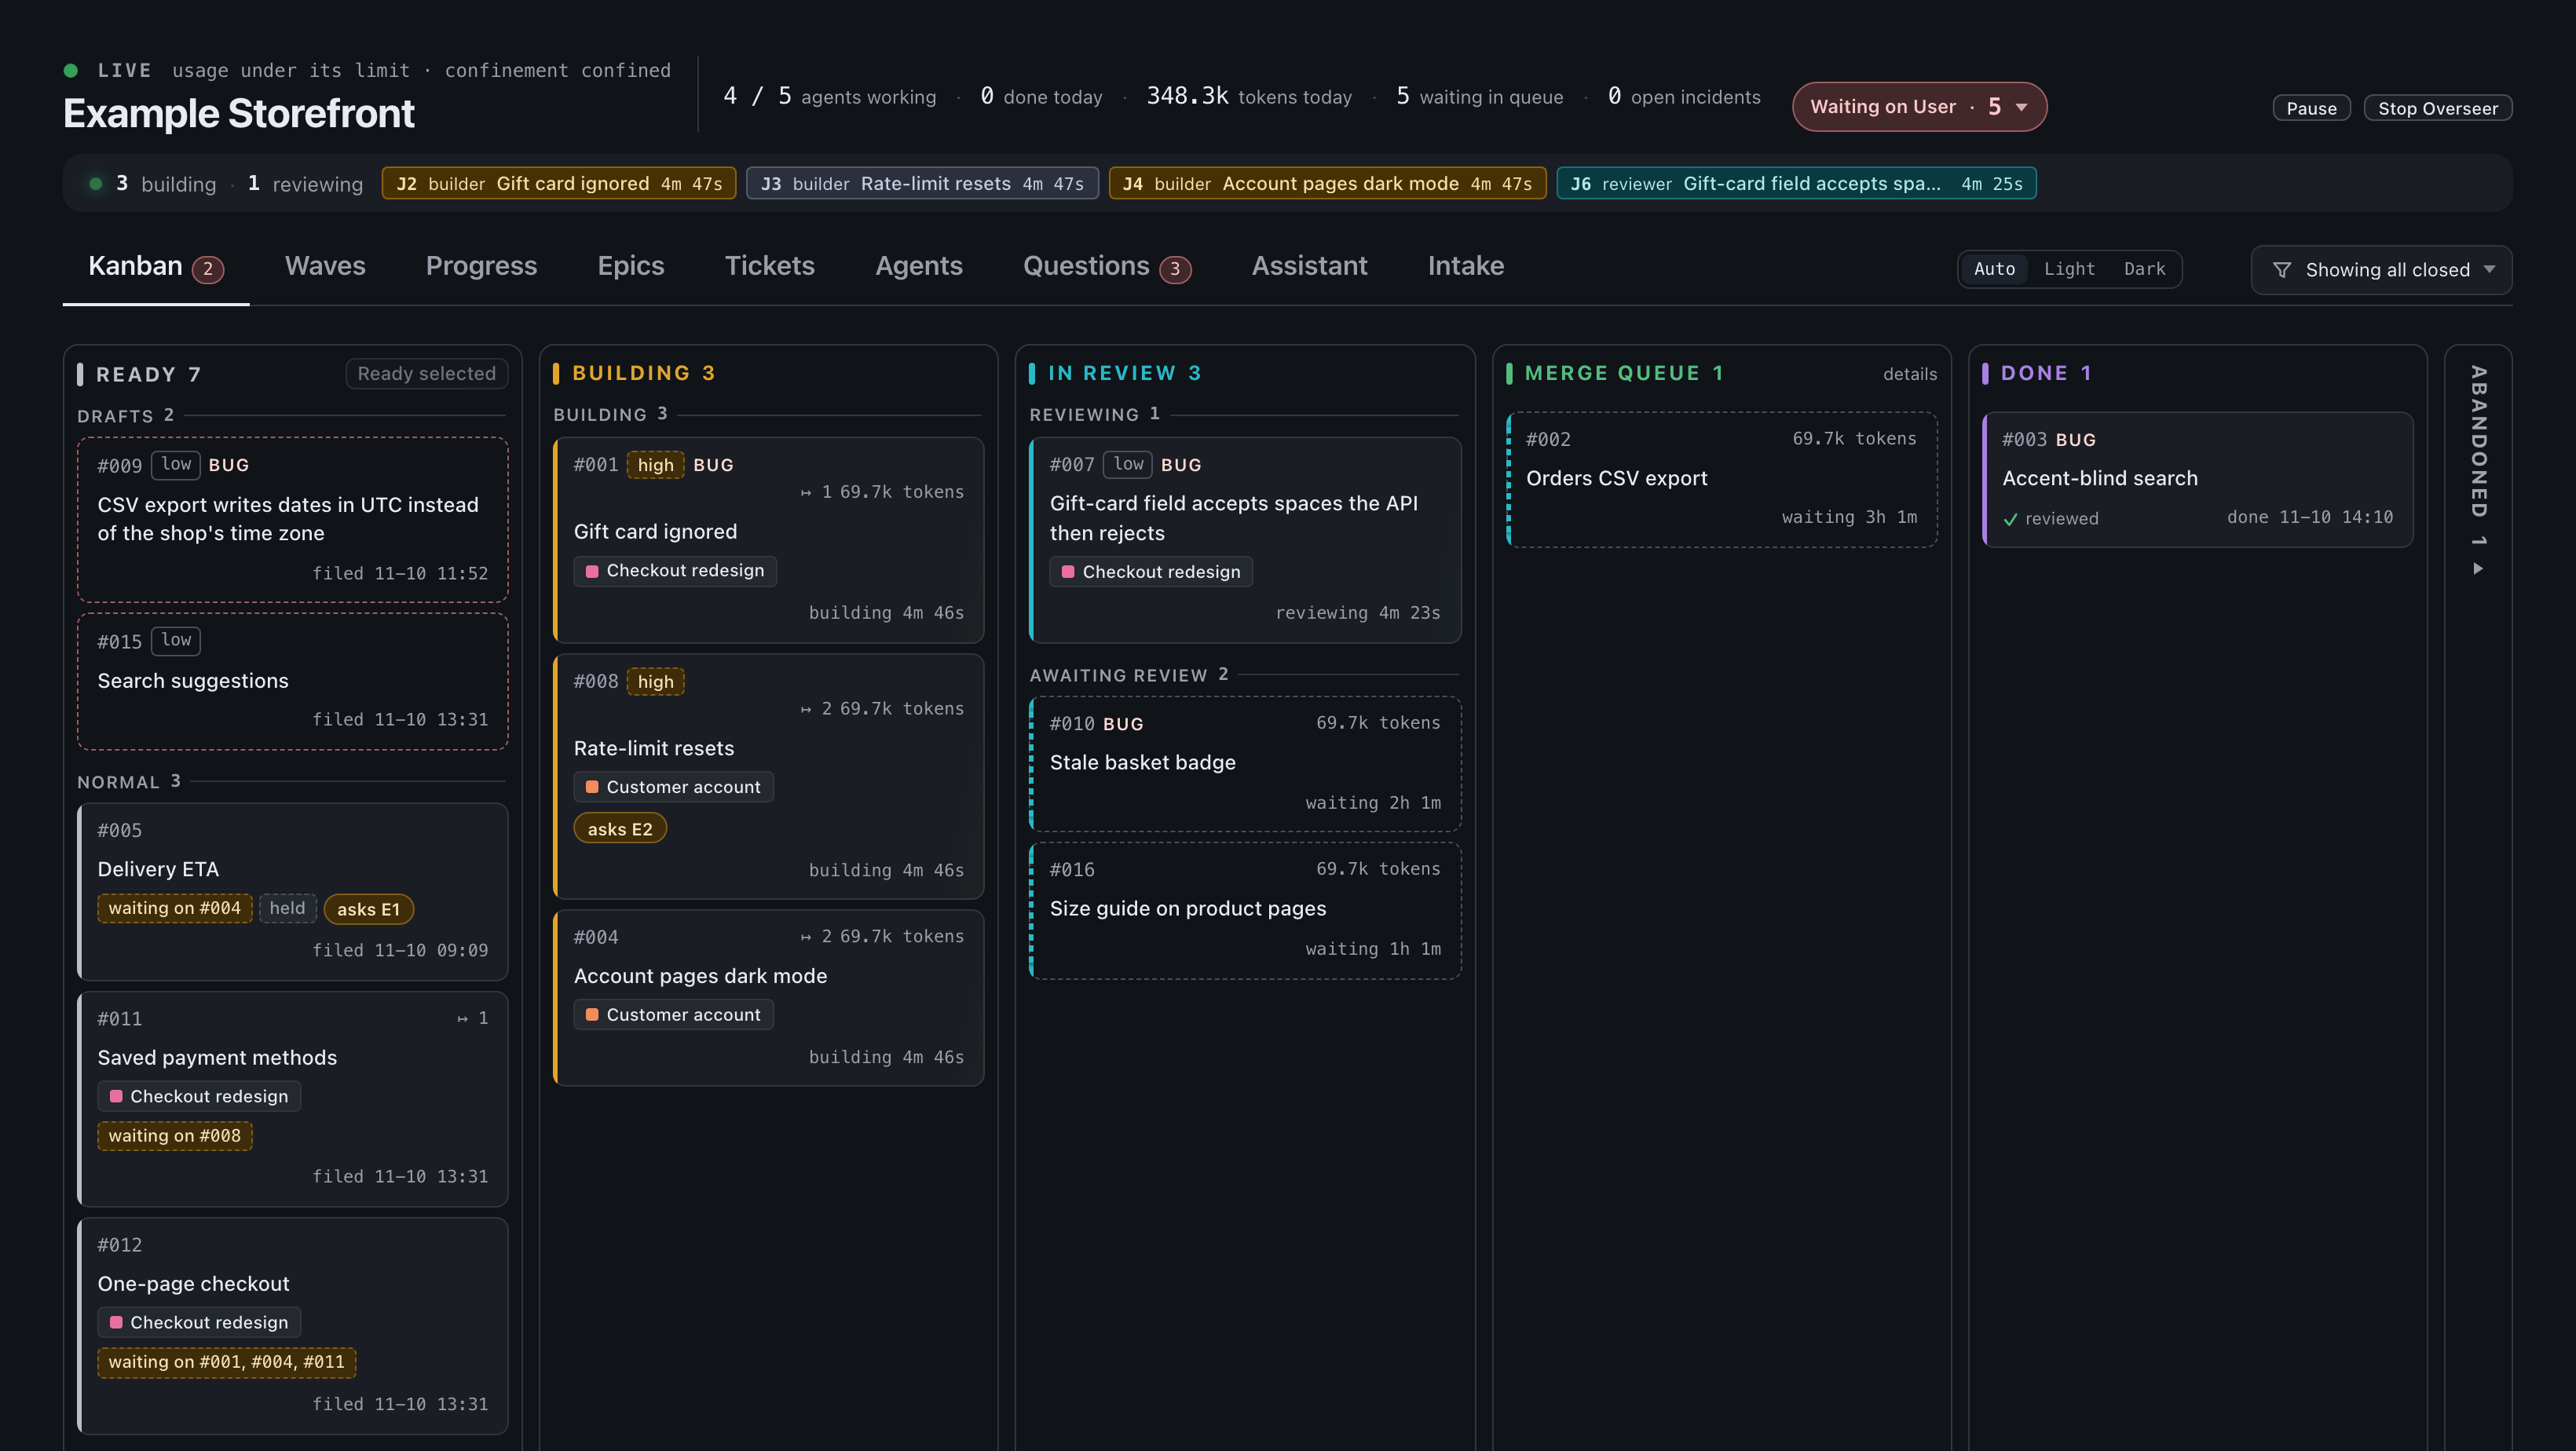 LIVE usage under its limit · confinement confined
Example Storefront
4 / 5 agents working · 0 done today · 348.3k tokens today · 5 waiting in queue · 0 open incidents
Waiting on User · 5
Pause
Stop Overseer
3 building · 1 reviewing
J2 builder Gift card ignored 4m 47s
J3 builder Rate-limit resets 4m 47s
J4 builder Account pages dark mode 4m 47s
J6 reviewer Gift-card field accepts spa... 4m 25s
Kanban 2
Waves
Progress
Epics
Tickets
Agents
Questions 3
Assistant
Intake
Auto Light Dark
Showing all closed
READY 7
Ready selected
DRAFTS 2
#009 low BUG
CSV export writes dates in UTC instead
of the shop's time zone
filed 11-10 11:52
#015 low
Search suggestions
filed 11-10 13:31
NORMAL 3
#005
Delivery ETA
waiting on #004 held asks E1
filed 11-10 09:09
#011 ↦ 1
Saved payment methods
Checkout redesign
waiting on #008
filed 11-10 13:31
#012
One-page checkout
Checkout redesign
waiting on #001, #004, #011
filed 11-10 13:31
BUILDING 3
BUILDING 3
#001 high BUG
↦ 1 69.7k tokens
Gift card ignored
Checkout redesign
building 4m 46s
#008 high
↦ 2 69.7k tokens
Rate-limit resets
Customer account
asks E2
building 4m 46s
#004 ↦ 2 69.7k tokens
Account pages dark mode
Customer account
building 4m 46s
IN REVIEW 3
REVIEWING 1
#007 low BUG
Gift-card field accepts spaces the API
then rejects
Checkout redesign
reviewing 4m 23s
AWAITING REVIEW 2
#010 BUG 69.7k tokens
Stale basket badge
waiting 2h 1m
#016 69.7k tokens
Size guide on product pages
waiting 1h 1m
MERGE QUEUE 1
details
#002 69.7k tokens
Orders CSV export
waiting 3h 1m
DONE 1
#003 BUG
Accent-blind search
reviewed done 11-10 14:10
ABANDONED 1